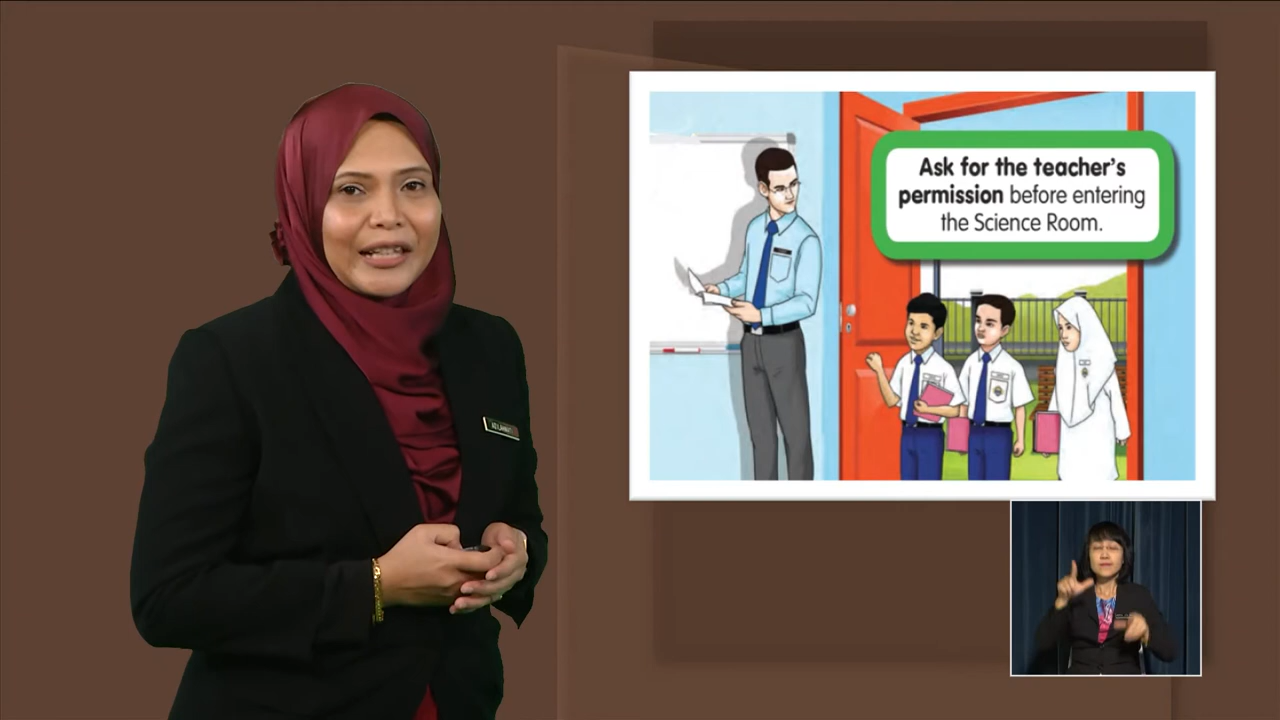 Ask for the teacher's
permission before entering
the Science Room.